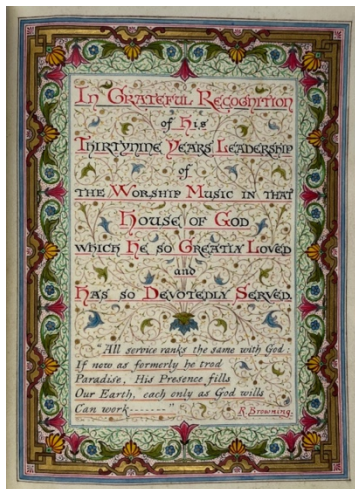 In Grateful Recognition
of His
Thirtynine Years Leadership
of
the Worship Music in that
House of God
which He so Greatly Loved
and
Has so Devotedly Served.
"All service ranks the same with God:
If now as formerly he trod
Paradise, His Presence fills
Our Earth, each only as God wills
Can work------"
R. Browning.